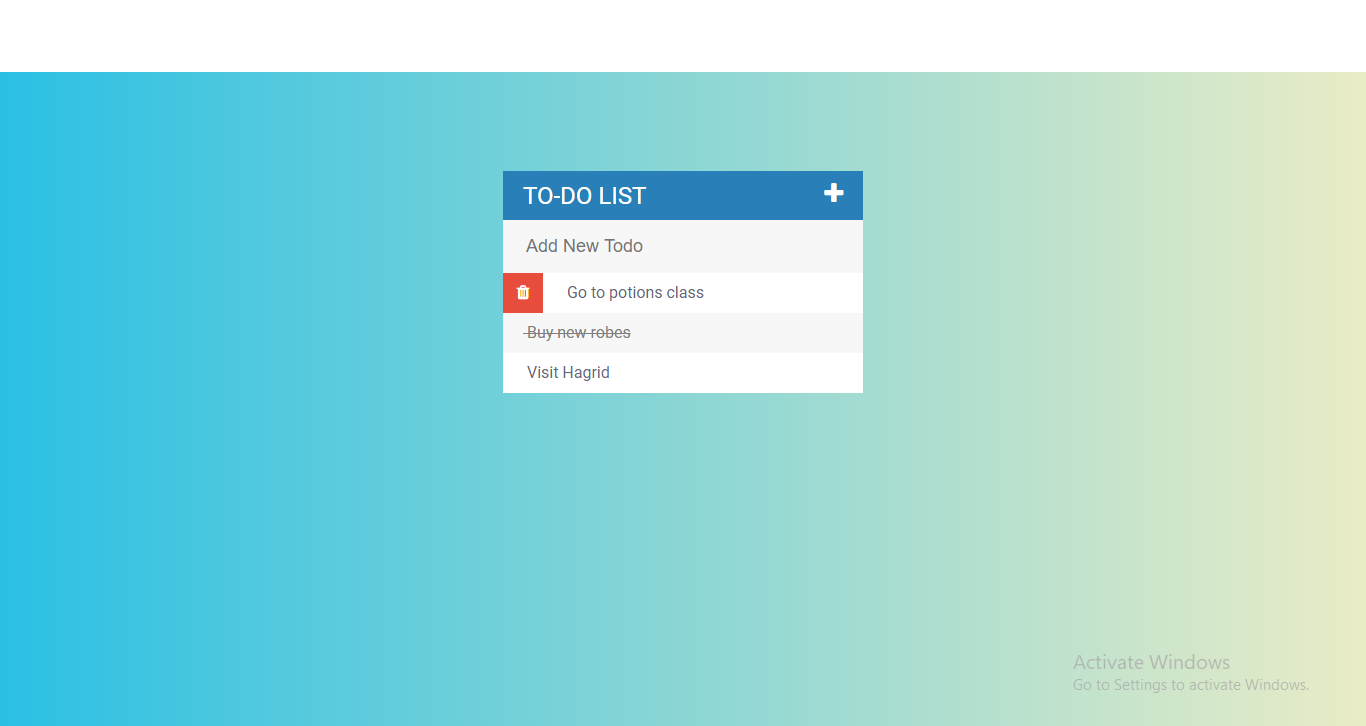 TO-DO LIST
Add New Todo
Go to potions class
Buy new robes
Visit Hagrid
Activate Windows
Go to Settings to activate Windows.